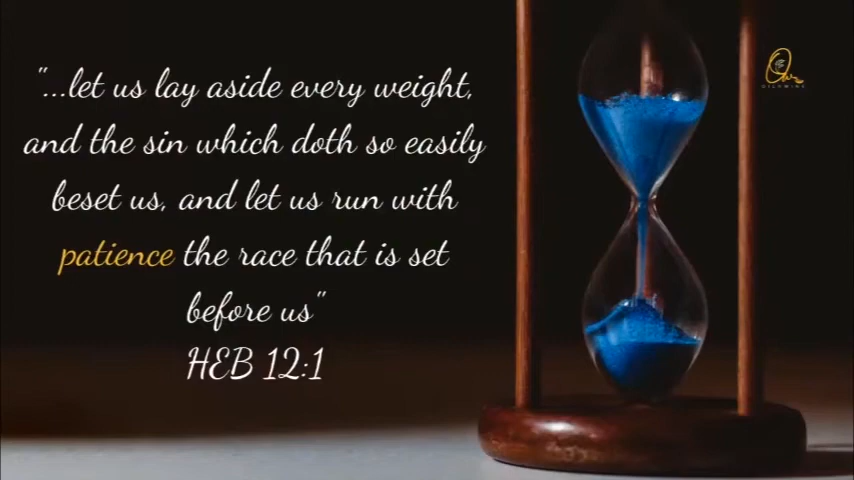 "...let us lay aside every weight,
and the sin which doth so easily
beset us, and let us run with
patience the race that is set
before us"
HEB 12:1